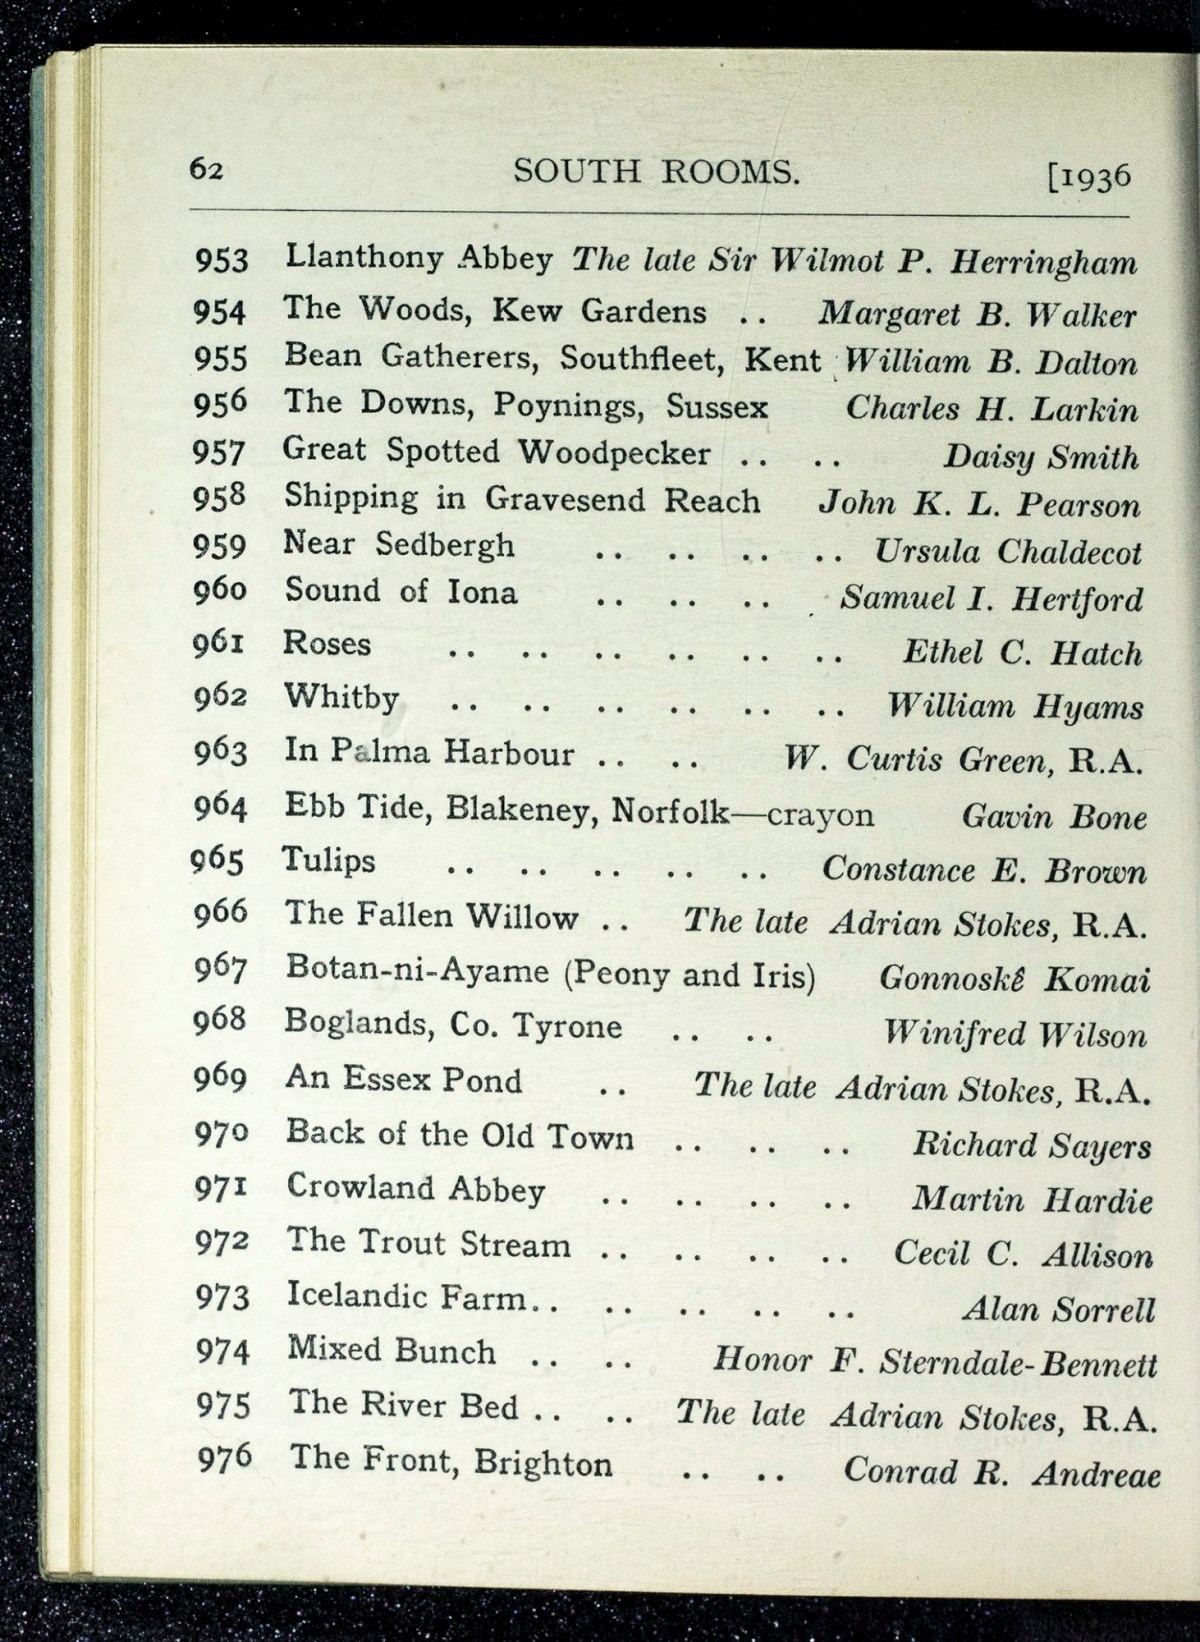 62 SOUTH ROOMS. [1936
953 Llanthony Abbey The late Sir Wilmot P. Herringham
954 The Woods, Kew Gardens .. Margaret B. Walker
955 Bean Gatherers, Southfleet, Kent William B. Dalton
956 The Downs, Poynings, Sussex Charles H. Larkin
957 Great Spotted Woodpecker .. .. Daisy Smith
958 Shipping in Gravesend Reach John K. L. Pearson
959 Near Sedbergh .. .. .. .. Ursula Chaldecot
960 Sound of Iona .. .. .. Samuel I. Hertford
961 Roses .. .. .. .. .. .. Ethel C. Hatch
962 Whitby .. .. .. .. .. .. William Hyams
963 In Palma Harbour .. .. W. Curtis Green, R.A.
964 Ebb Tide, Blakeney, Norfolk—crayon Gavin Bone
965 Tulips .. .. .. .. .. Constance E. Brown
966 The Fallen Willow .. The late Adrian Stokes, R.A.
967 Botan-ni-Ayame (Peony and Iris) Gonnoskê Komai
968 Boglands, Co. Tyrone .. .. Winifred Wilson
969 An Essex Pond .. The late Adrian Stokes, R.A.
970 Back of the Old Town .. .. .. Richard Sayers
971 Crowland Abbey .. .. .. .. Martin Hardie
972 The Trout Stream .. .. .. .. Cecil C. Allison
973 Icelandic Farm.. .. .. .. .. Alan Sorrell
974 Mixed Bunch .. .. Honor F. Sterndale-Bennett
975 The River Bed .. .. The late Adrian Stokes, R.A.
976 The Front, Brighton .. .. Conrad R. Andreae